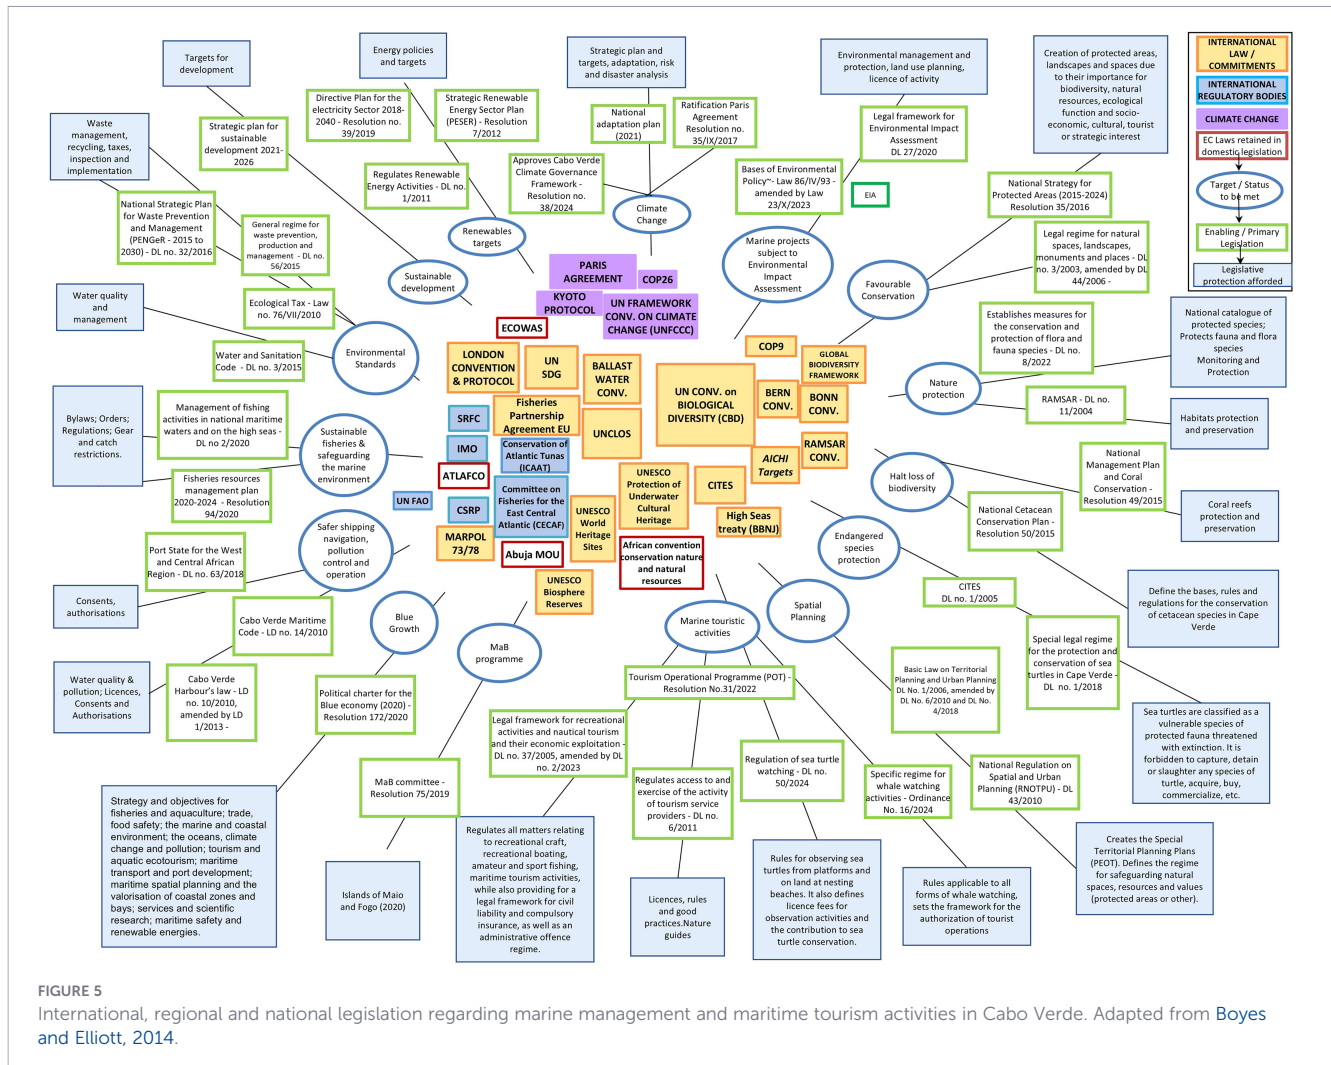 Targets for
development
Energy policies
and targets
Strategic plan and
targets, adaptation, risk
and disaster analysis
Environmental management and
protection, land use planning,
licence of activity
Creation of protected areas,
landscapes and spaces due
to their importance for
biodiversity, natural
resources, ecological
function and socio-
economic, cultural, tourist
or strategic interest
INTERNATIONAL
LAW /
COMMITMENTS
INTERNATIONAL
REGULATORY BODIES
CLIMATE CHANGE
EC Laws retained in
domestic legislation
Target / Status
to be met
Enabling / Primary
Legislation
Legislative
protection afforded
Waste
management,
recycling, taxes,
inspection and
implementation
Strategic plan for
sustainable
development 2021-
2026
Directive Plan for the
electricity Sector 2018-
2040 - Resolution no.
39/2019
Strategic Renewable
Energy Sector Plan
(PESER) - Resolution
7/2012
Regulates Renewable
Energy Activities - DL no.
1/2011
National
adaptation plan
(2021)
Ratification Paris
Agreement
Resolution no.
35/IX/2017
Approves Cabo Verde
Climate Governance
Framework -
Resolution no.
38/2024
Legal framework for
Environmental Impact
Assessment
DL 27/2020
Bases of Environmental
Policy~- Law 86/IV/93 -
amended by Law
23/X/2023
EIA
National Strategy for
Protected Areas (2015-2024)
Resolution 35/2016
Legal regime for natural
spaces, landscapes,
monuments and places - DL
no. 3/2003, amended by DL
44/2006 -
National Strategic Plan
for Waste Prevention
and Management
(PENGeR - 2015 to
2030) - DL no. 32/2016
General regime for
waste prevention,
production and
management - DL no.
56/2015
Renewables
targets
Climate
Change
Marine projects
subject to
Environmental
Impact
Assessment
Favourable
Conservation
Sustainable
development
Water quality
and
management
Ecological Tax - Law
no. 76/VII/2010
Water and Sanitation
Code - DL no. 3/2015
Environmental
Standards
PARIS
AGREEMENT
COP26
KYOTO
PROTOCOL
UN FRAMEWORK
CONV. ON CLIMATE
CHANGE (UNFCCC)
ECOWAS
Establishes measures for
the conservation and
protection of flora and
fauna species - DL no.
8/2022
National catalogue of
protected species;
Protects fauna and flora
species
Monitoring and
Protection
LONDON
CONVENTION
& PROTOCOL
UN
SDG
BALLAST
WATER
CONV.
UN CONV. on
BIOLOGICAL
DIVERSITY (CBD)
COP9
GLOBAL
BIODIVERSITY
FRAMEWORK
BERN
CONV.
BONN
CONV.
Nature
protection
RAMSAR - DL no.
11/2004
Habitats protection
and preservation
Bylaws; Orders;
Regulations; Gear and
catch
restrictions.
Management of fishing
activities in national maritime
waters and on the high seas -
DL no 2/2020
Fisheries resources
management plan
2020-2024 - Resolution
94/2020
Sustainable
fisheries &
safeguarding
the marine
environment
SRFC
Fisheries
Partnership
Agreement EU
UNCLOS
IMO
Conservation of
Atlantic Tunas
(ICAAT)
ATLAFCO
UN FAO
CSRP
Committee on
Fisheries for the
East Central
Atlantic (CECAF)
UNESCO
Protection of
Underwater
Cultural
Heritage
CITES
AICHI
Targets
RAMSAR
CONV.
High Seas
treaty (BBNJ)
UNESCO
World
Heritage
Sites
MARPOL
73/78
Abuja MOU
African convention
conservation nature
and natural
resources
UNESCO
Biosphere
Reserves
Halt loss of
biodiversity
National
Management Plan
and Coral
Conservation -
Resolution 49/2015
Coral reefs
protection and
preservation
National Cetacean
Conservation Plan -
Resolution 50/2015
Endangered
species
protection
Define the bases, rules and
regulations for the conservation
of cetacean species in Cape
Verde
Port State for the West
and Central African
Region - DL no. 63/2018
Safer shipping
navigation,
pollution
control and
operation
Consents,
authorisations
Cabo Verde Maritime
Code - LD no. 14/2010
Blue
Growth
MaB
programme
Marine touristic
activities
Spatial
Planning
CITES
DL no. 1/2005
Special legal regime
for the protection and
conservation of sea
turtles in Cape Verde -
DL no. 1/2018
Water quality &
pollution; Licences,
Consents and
Authorisations
Cabo Verde
Harbour's law - LD
no. 10/2010,
amended by LD
1/2013 -
Political charter for the
Blue economy (2020) -
Resolution 172/2020
Tourism Operational Programme (POT) -
Resolution No.31/2022
Basic Law on Territorial
Planning and Urban Planning
DL No. 1/2006, amended by
DL No. 6/2010 and DL No.
4/2018
Legal framework for recreational
activities and nautical tourism
and their economic exploitation -
DL no. 37/2005, amended by DL
no. 2/2023
MaB committee -
Resolution 75/2019
Regulates access to and
exercise of the activity
of tourism service
providers - DL no.
6/2011
Regulation of sea turtle
watching - DL no.
50/2024
Specific regime for
whale watching
activities - Ordinance
No. 16/2024
National Regulation on
Spatial and Urban
Planning (RNOTPU) - DL
43/2010
Sea turtles are classified as a
vulnerable species of
protected fauna threatened
with extinction. It is
forbidden to capture, detain
or slaughter any species of
turtle, acquire, buy,
commercialize, etc.
Strategy and objectives for
fisheries and aquaculture; trade,
food safety; the marine and coastal
environment; the oceans, climate
change and pollution; tourism and
aquatic ecotourism; maritime
transport and port development;
maritime spatial planning and the
valorisation of coastal zones and
bays; services and scientific
research; maritime safety and
renewable energies.
Islands of Maio
and Fogo (2020)
Regulates all matters relating
to recreational craft,
recreational boating,
amateur and sport fishing,
maritime tourism activities,
while also providing for a
legal framework for civil
liability and compulsory
insurance, as well as an
administrative offence
regime.
Licences, rules
and good
practices.Nature
guides
Rules for observing sea
turtles from platforms and
on land at nesting
beaches. It also defines
licence fees for
observation activities and
the contribution to sea
turtle conservation.
Rules applicable to all
forms of whale watching,
sets the framework for the
authorization of tourist
operations
Creates the Special
Territorial Planning Plans
(PEOT). Defines the regime
for safeguarding natural
spaces, resources and values
(protected areas or other).
FIGURE 5
International, regional and national legislation regarding marine management and maritime tourism activities in Cabo Verde. Adapted from Boyes
and Elliott, 2014.